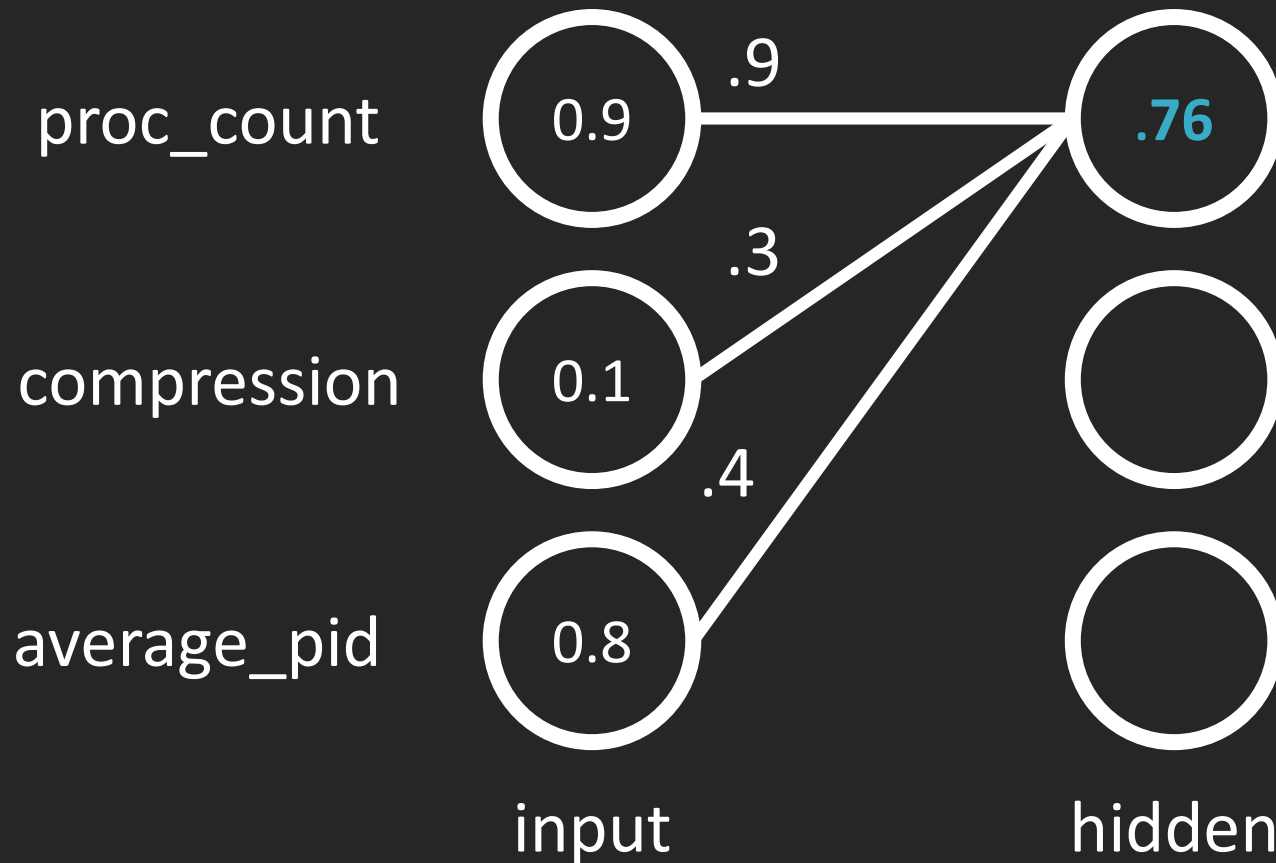 proc_count
0.9
.9
.76
.3
compression
0.1
.4
average_pid
0.8
input
hidden